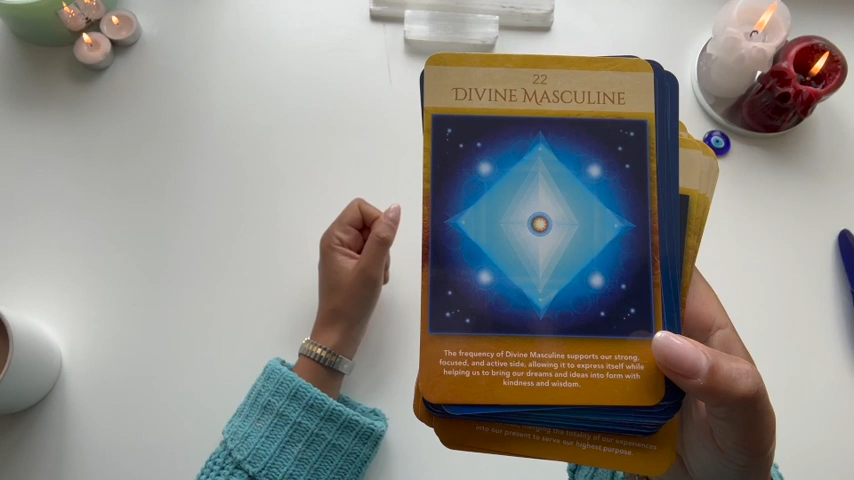 22
DIVINE MASCULINE
The frequency of Divine Masculine supports our strong,
focused, and active side, allowing it to express itself while
helping us to bring our dreams and ideas into form with
kindness and wisdom.
merging the totality of our experiences
into our present to serve our highest purpose.